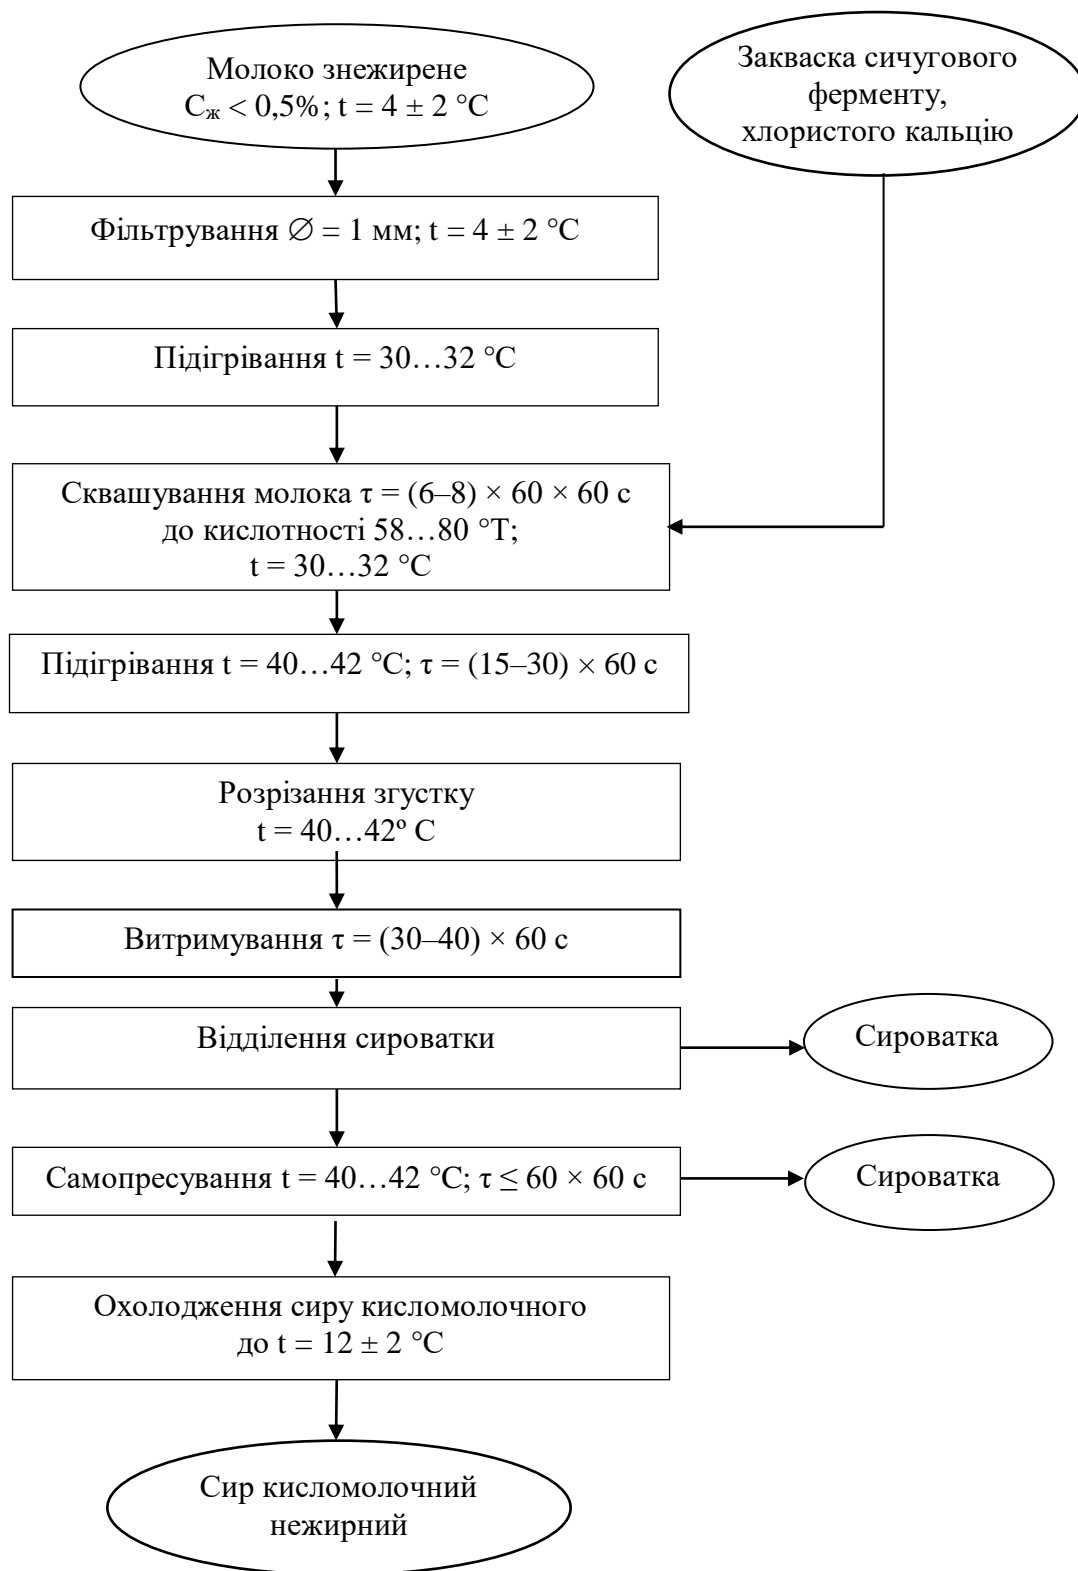 Молоко знежирене
Сж < 0,5%; t = 4 ± 2 °C
Закваска сичугового
ферменту,
хлористого кальцію
Фільтрування ∅ = 1 мм; t = 4 ± 2 °C
Підігрівання t = 30…32 °C
Сквашування молока τ = (6–8) × 60 × 60 с
до кислотності 58…80 °Т;
t = 30…32 °C
Підігрівання t = 40…42 °C; τ = (15–30) × 60 с
Розрізання згустку
t = 40…42º C
Витримування τ = (30–40) × 60 с
Відділення сироватки
Сироватка
Самопресування t = 40…42 °C; τ ≤ 60 × 60 с
Сироватка
Охолодження сиру кисломолочного
до t = 12 ± 2 °C
Сир кисломолочний
нежирний